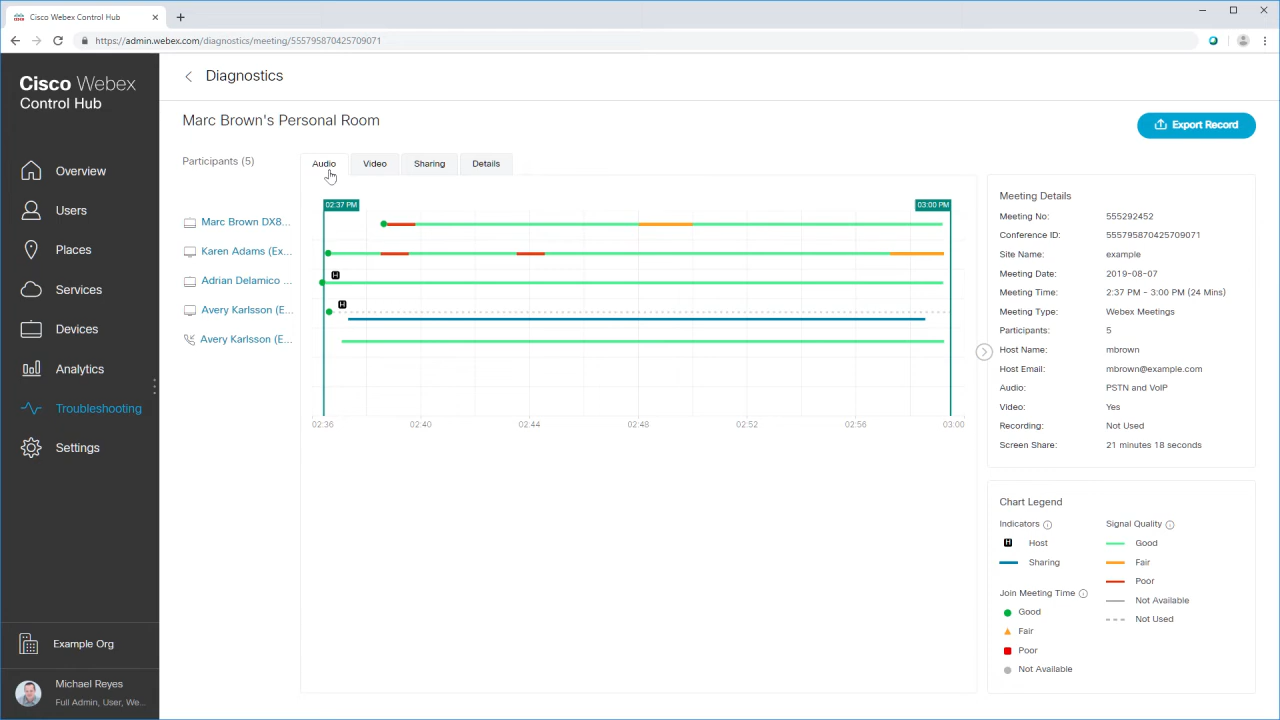 Cisco Webex Control Hub
https://admin.webex.com/diagnostics/meeting/555795870425709071
Cisco Webex
Control Hub
Overview
Users
Places
Services
Devices
Analytics
Troubleshooting
Settings
Example Org
Michael Reyes
Full Admin, User, We...
Diagnostics
Marc Brown's Personal Room
Export Record
Participants (5)
Audio
Video
Sharing
Details
02:37 PM
03:00 PM
Marc Brown DX8...
Karen Adams (Ex...
Adrian Delamico ...
H
Avery Karlsson (E...
H
Avery Karlsson (E...
02:36
02:40
02:44
02:48
02:52
02:56
03:00
Meeting Details
Meeting No: 555292452
Conference ID: 555795870425709071
Site Name: example
Meeting Date: 2019-08-07
Meeting Time: 2:37 PM - 3:00 PM (24 Mins)
Meeting Type: Webex Meetings
Participants: 5
Host Name: mbrown
Host Email: mbrown@example.com
Audio: PSTN and VoIP
Video: Yes
Recording: Not Used
Screen Share: 21 minutes 18 seconds
Chart Legend
Indicators
H Host
Sharing
Join Meeting Time
Good
Fair
Poor
Not Available
Signal Quality
Good
Fair
Poor
Not Available
Not Used